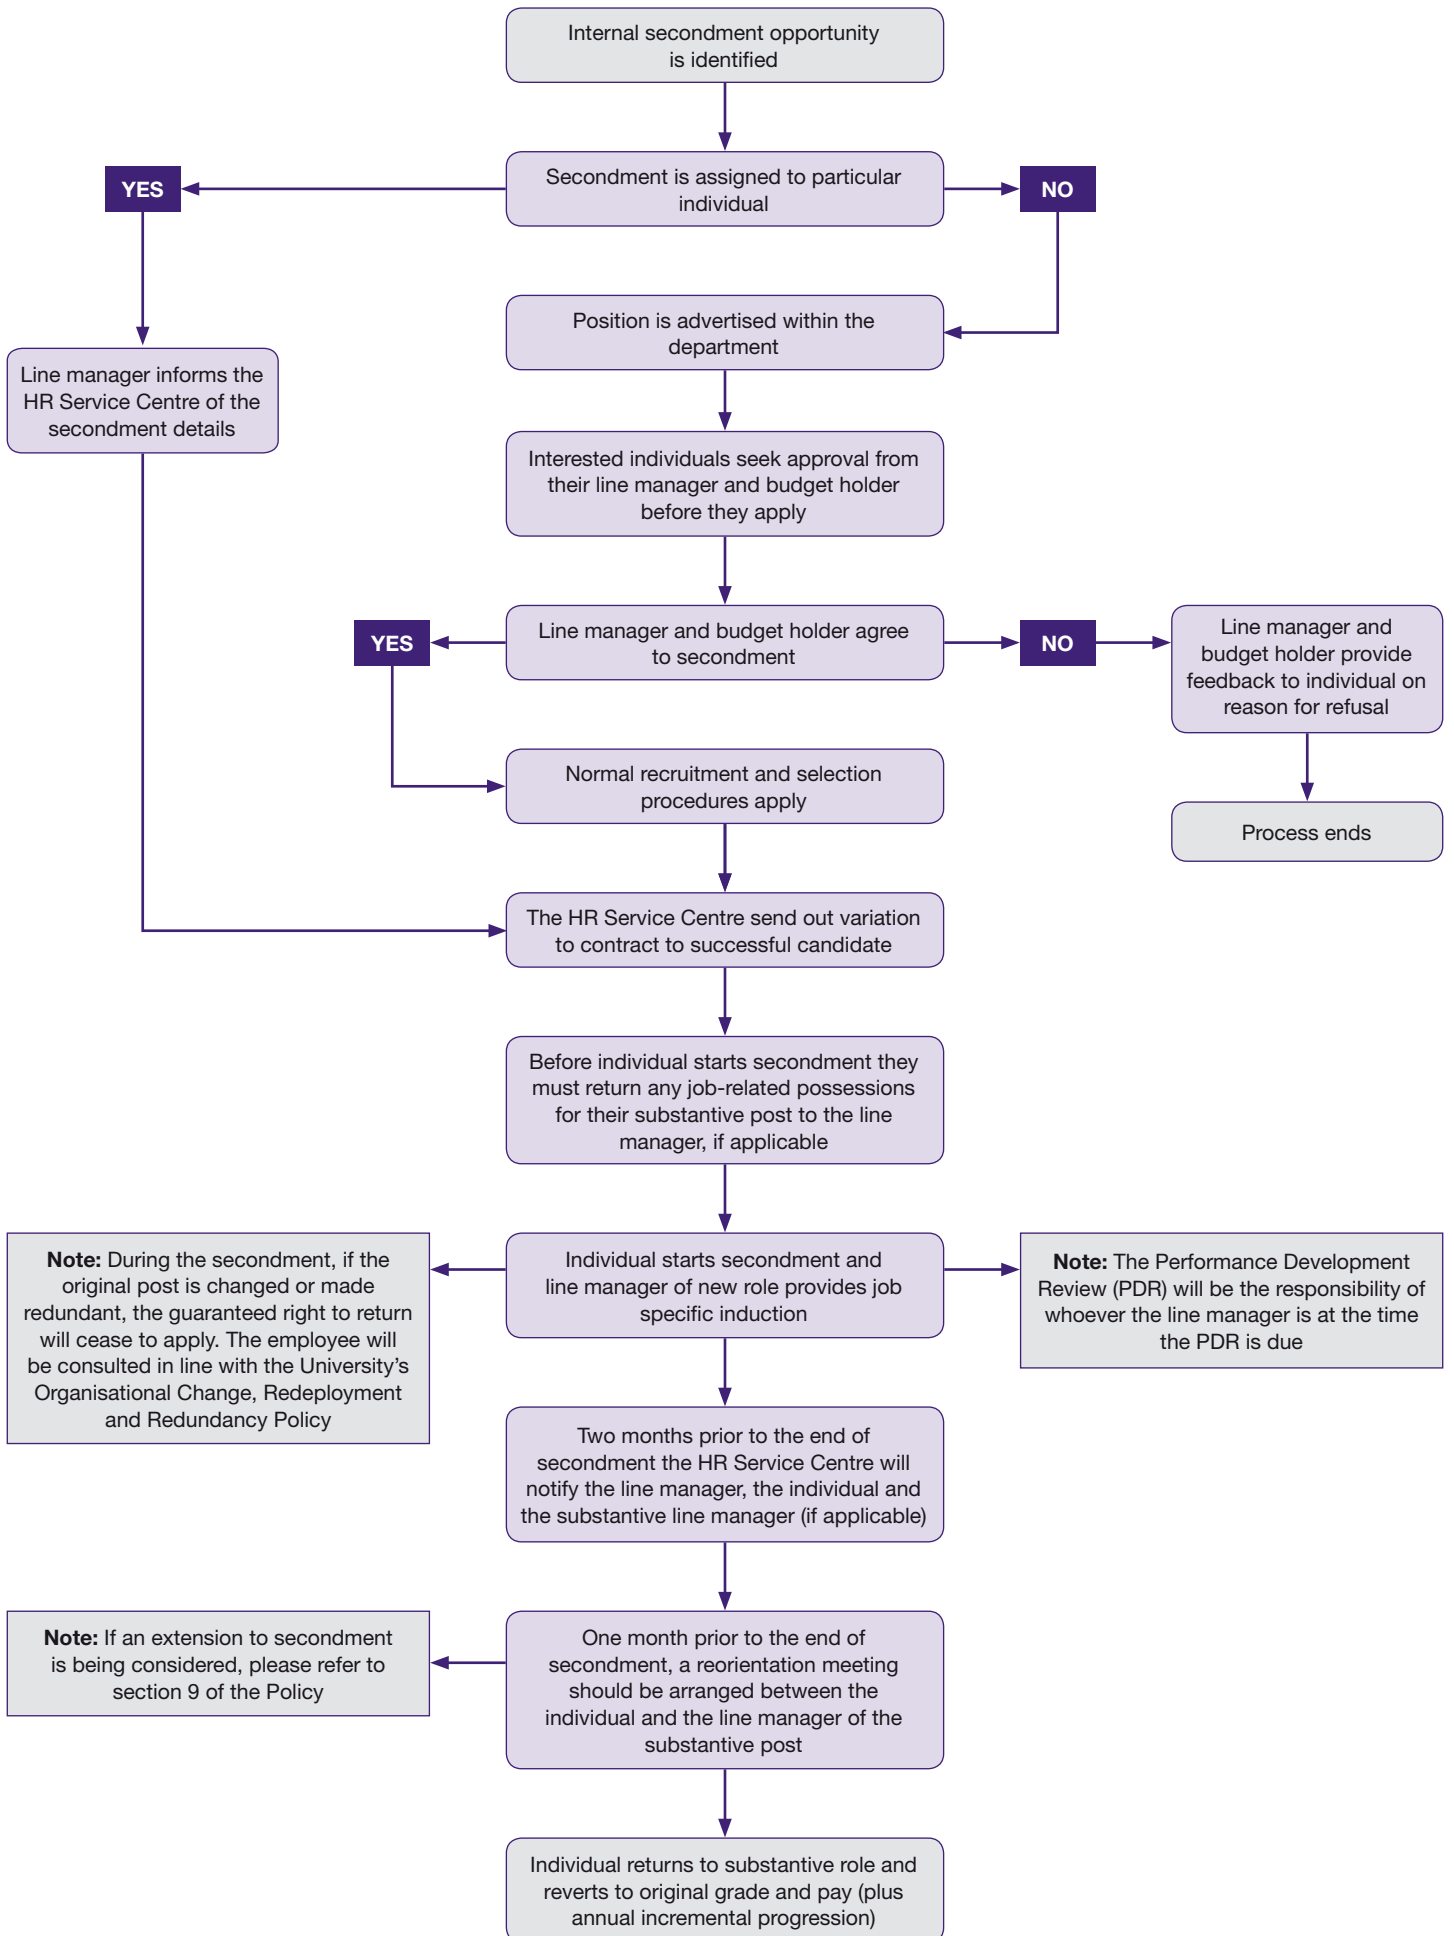 Internal secondment opportunity
is identified
Secondment is assigned to particular
individual
YES
NO
Position is advertised within the
department
Line manager informs the
HR Service Centre of the
secondment details
Interested individuals seek approval from
their line manager and budget holder
before they apply
Line manager and budget holder agree
to secondment
YES
NO
Line manager and
budget holder provide
feedback to individual on
reason for refusal
Process ends
Normal recruitment and selection
procedures apply
The HR Service Centre send out variation
to contract to successful candidate
Before individual starts secondment they
must return any job-related possessions
for their substantive post to the line
manager, if applicable
Individual starts secondment and
line manager of new role provides job
specific induction
Note: During the secondment, if the
original post is changed or made
redundant, the guaranteed right to return
will cease to apply. The employee will
be consulted in line with the University’s
Organisational Change, Redeployment
and Redundancy Policy
Note: The Performance Development
Review (PDR) will be the responsibility of
whoever the line manager is at the time
the PDR is due
Two months prior to the end of
secondment the HR Service Centre will
notify the line manager, the individual and
the substantive line manager (if applicable)
One month prior to the end of
secondment, a reorientation meeting
should be arranged between the
individual and the line manager of the
substantive post
Note: If an extension to secondment
is being considered, please refer to
section 9 of the Policy
Individual returns to substantive role and
reverts to original grade and pay (plus
annual incremental progression)